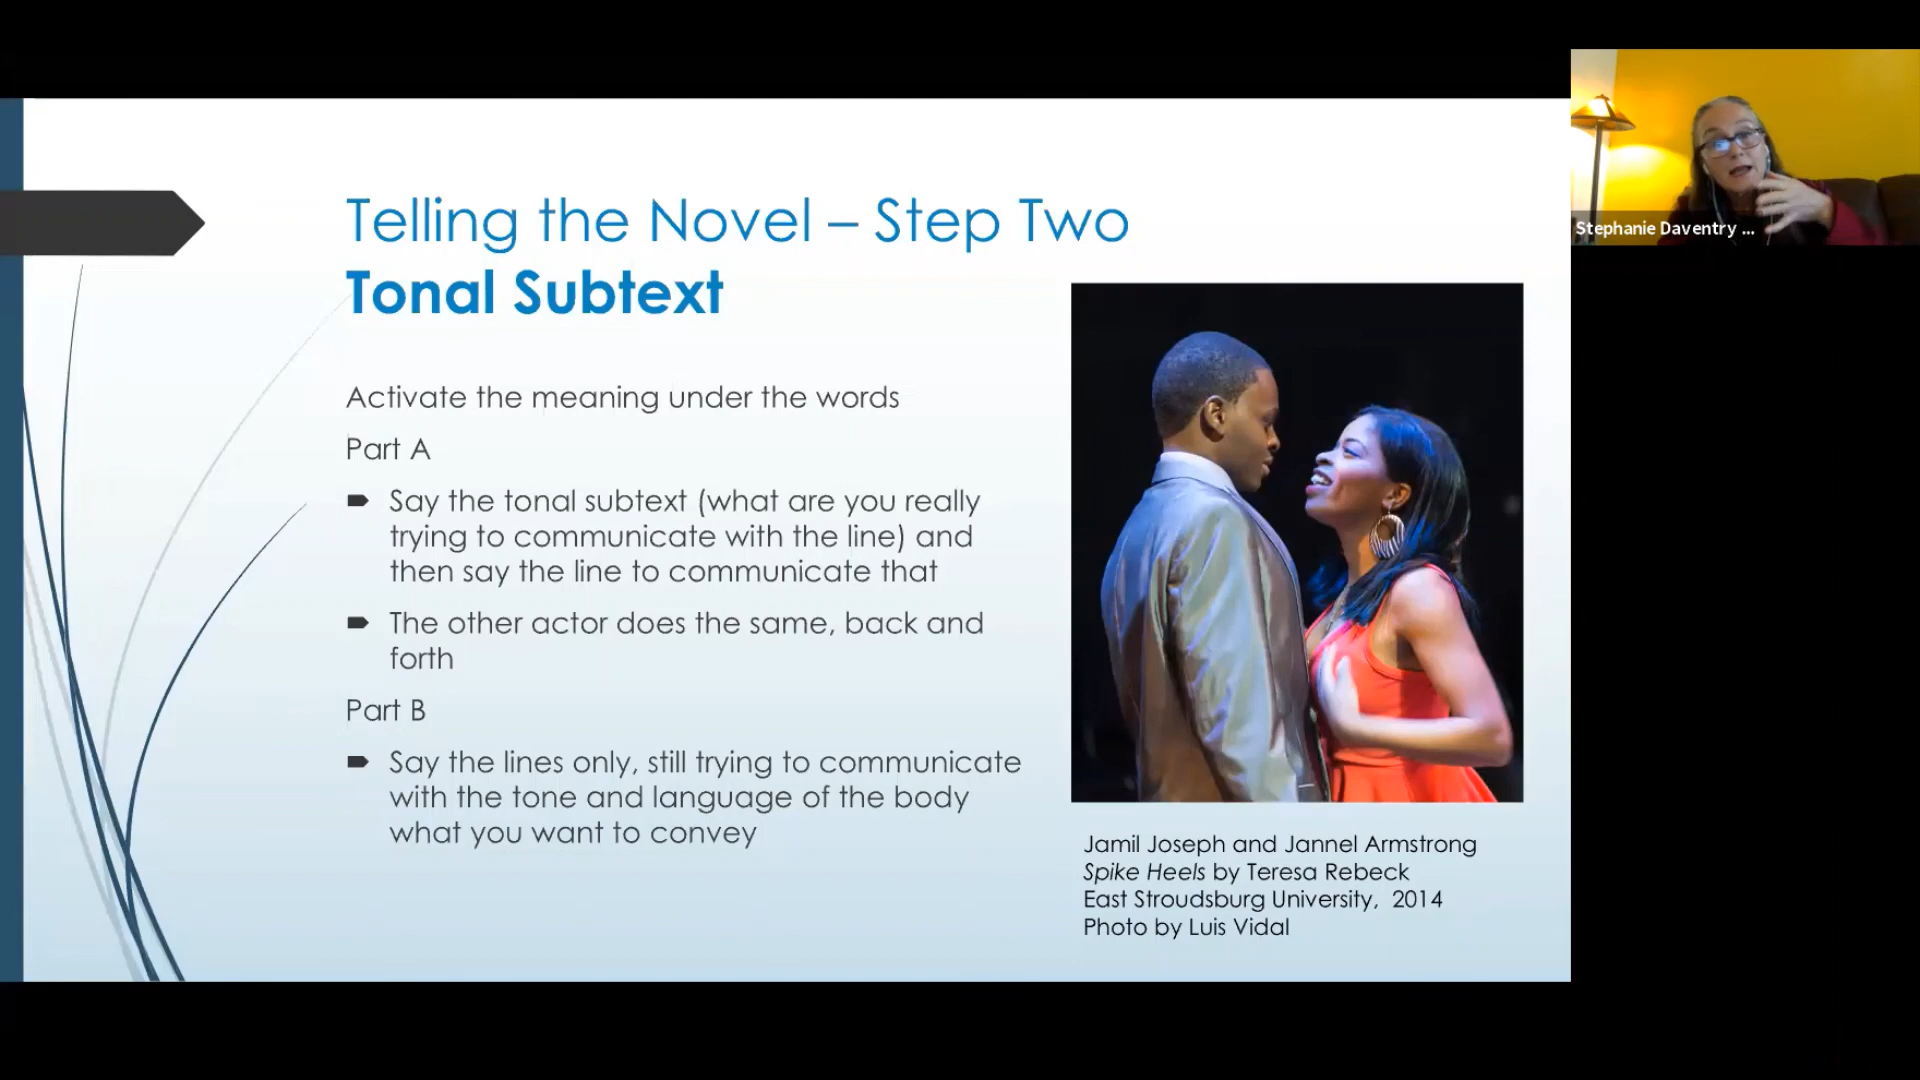 Telling the Novel – Step Two
Tonal Subtext
Activate the meaning under the words
Part A
Say the tonal subtext (what are you really
trying to communicate with the line) and
then say the line to communicate that
The other actor does the same, back and
forth
Part B
Say the lines only, still trying to communicate
with the tone and language of the body
what you want to convey
Jamil Joseph and Jannel Armstrong
Spike Heels by Teresa Rebeck
East Stroudsburg University, 2014
Photo by Luis Vidal
Stephanie Daventry ...